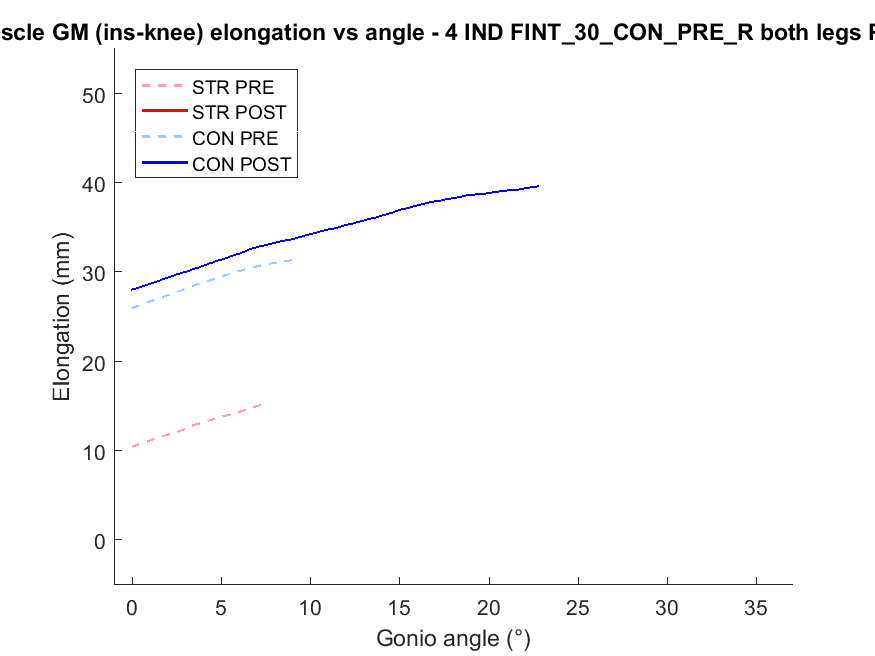 scle GM (ins-knee) elongation vs angle - 4 IND FINT_30_CON_PRE_R both legs P
STR PRE
STR POST
CON PRE
CON POST
Elongation (mm)
50
40
30
20
10
0
0 5 10 15 20 25 30 35
Gonio angle (°)